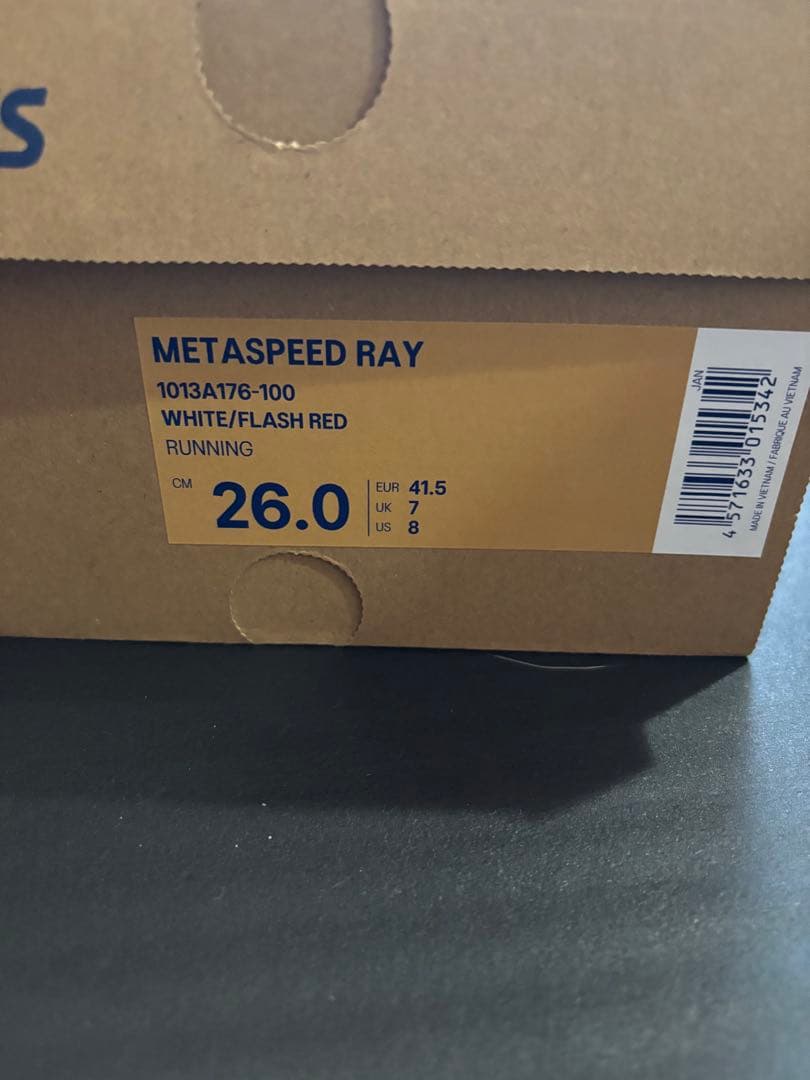 S
METASPEED RAY
1013A176-100
WHITE/FLASH RED
RUNNING
CM 26.0
EUR 41.5
UK 7
US 8
JAN
4 571633 015342
MADE IN VIETNAM / FABRIQUE AU VIETNAM